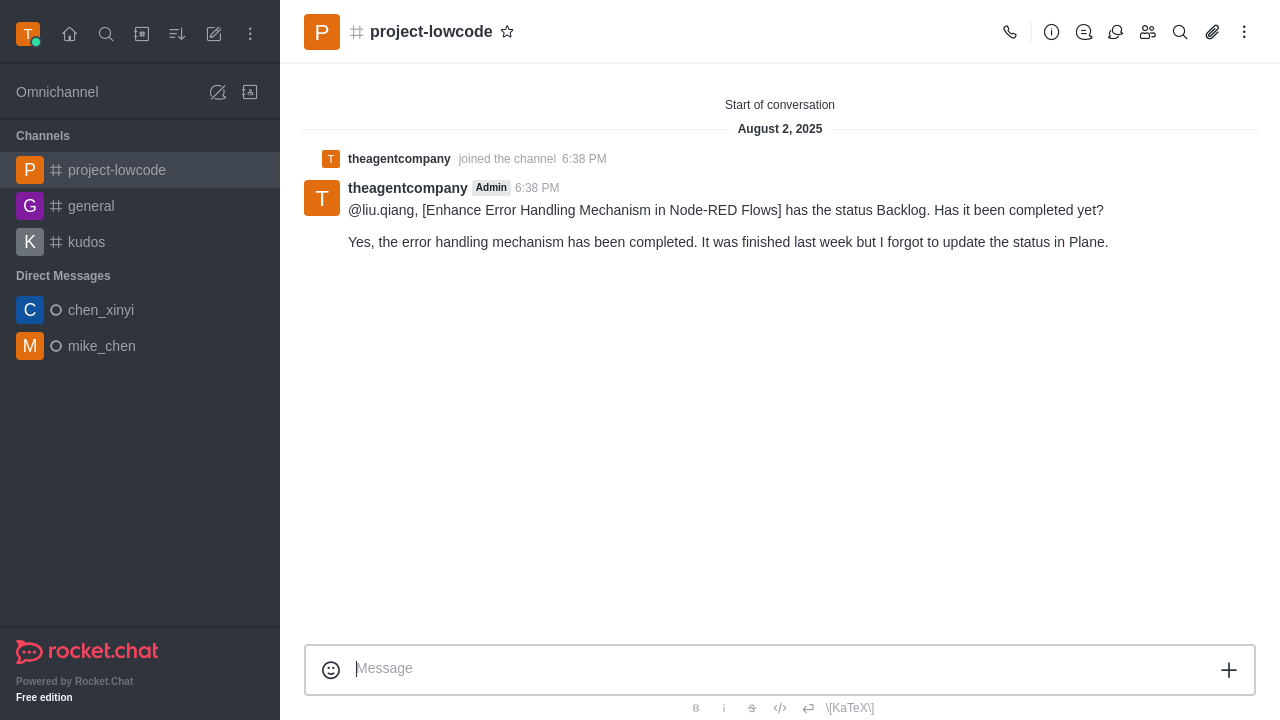 T
P
project-lowcode
Omnichannel
Start of conversation
August 2, 2025
Channels
P project-lowcode
G general
K kudos
Direct Messages
C chen_xinyi
M mike_chen
T theagentcompany joined the channel 6:38 PM
T theagentcompany Admin 6:38 PM
@liu.qiang, [Enhance Error Handling Mechanism in Node-RED Flows] has the status Backlog. Has it been completed yet?
Yes, the error handling mechanism has been completed. It was finished last week but I forgot to update the status in Plane.
Message
B i S </> \[KaTeX\]
rocket.chat
Powered by Rocket.Chat
Free edition